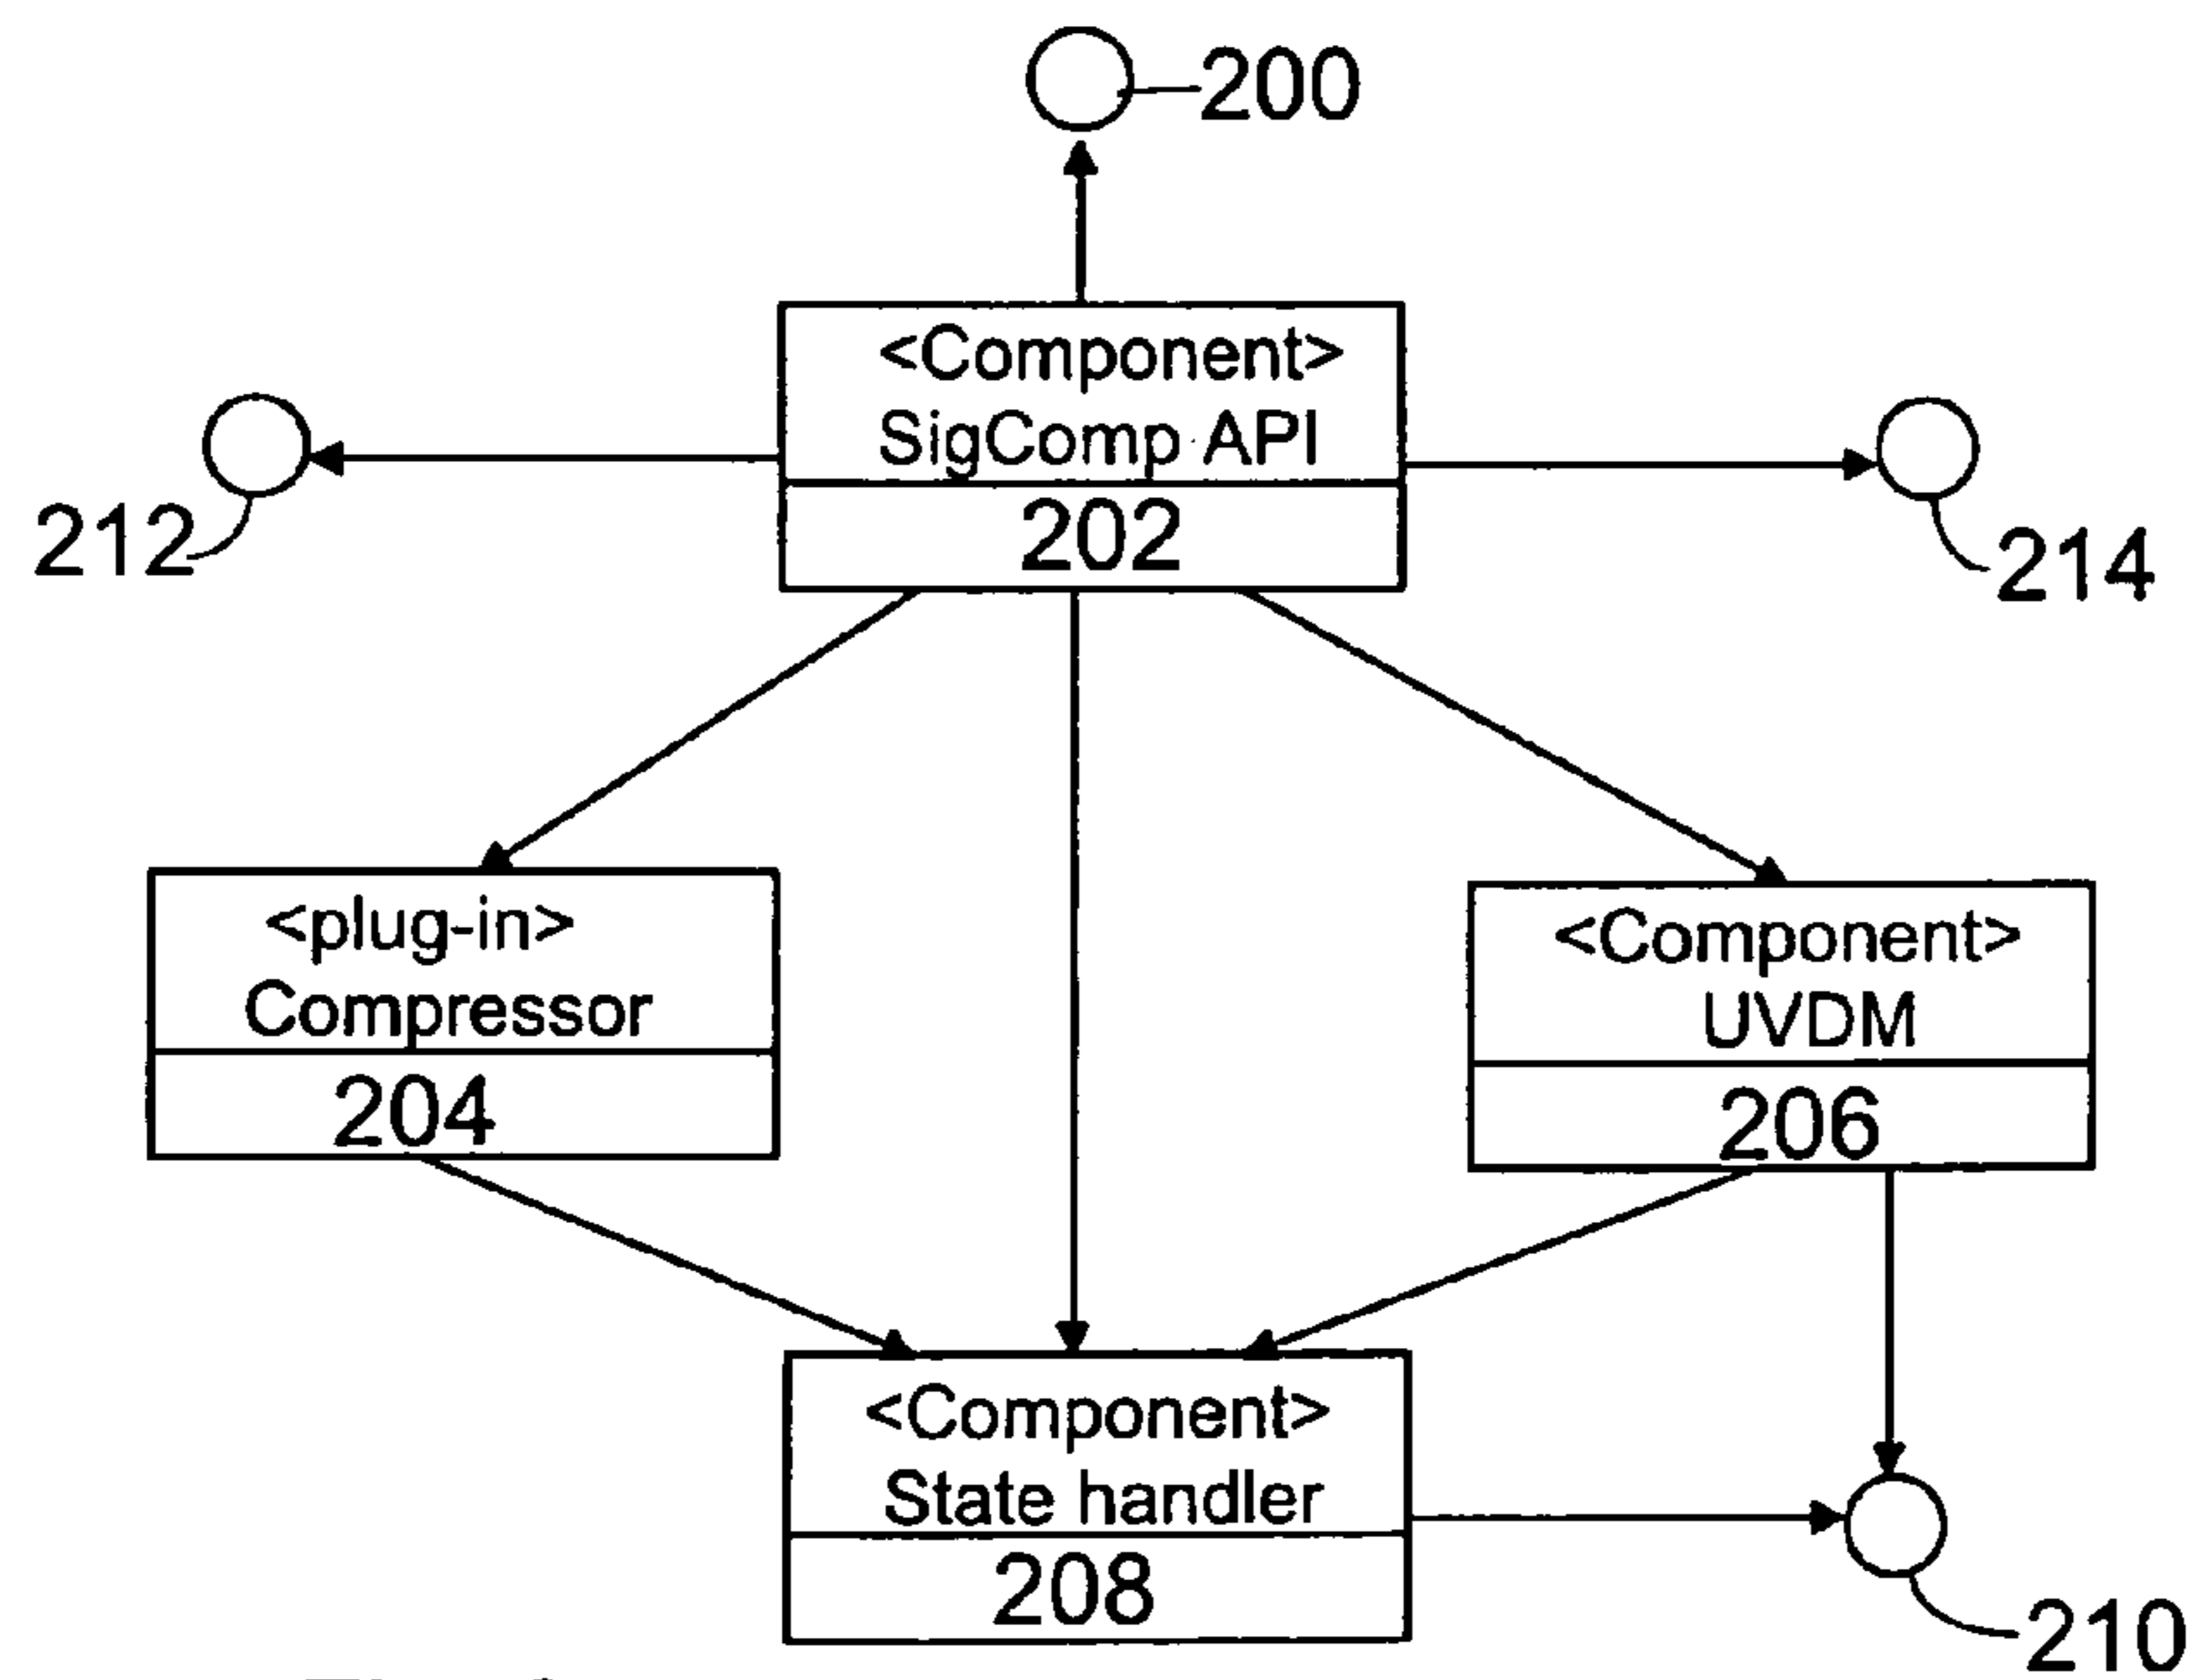 200
<Component>
SigComp API
202
212
214
<plug-in>
Compressor
204
<Component>
UVDM
206
<Component>
State handler
208
210